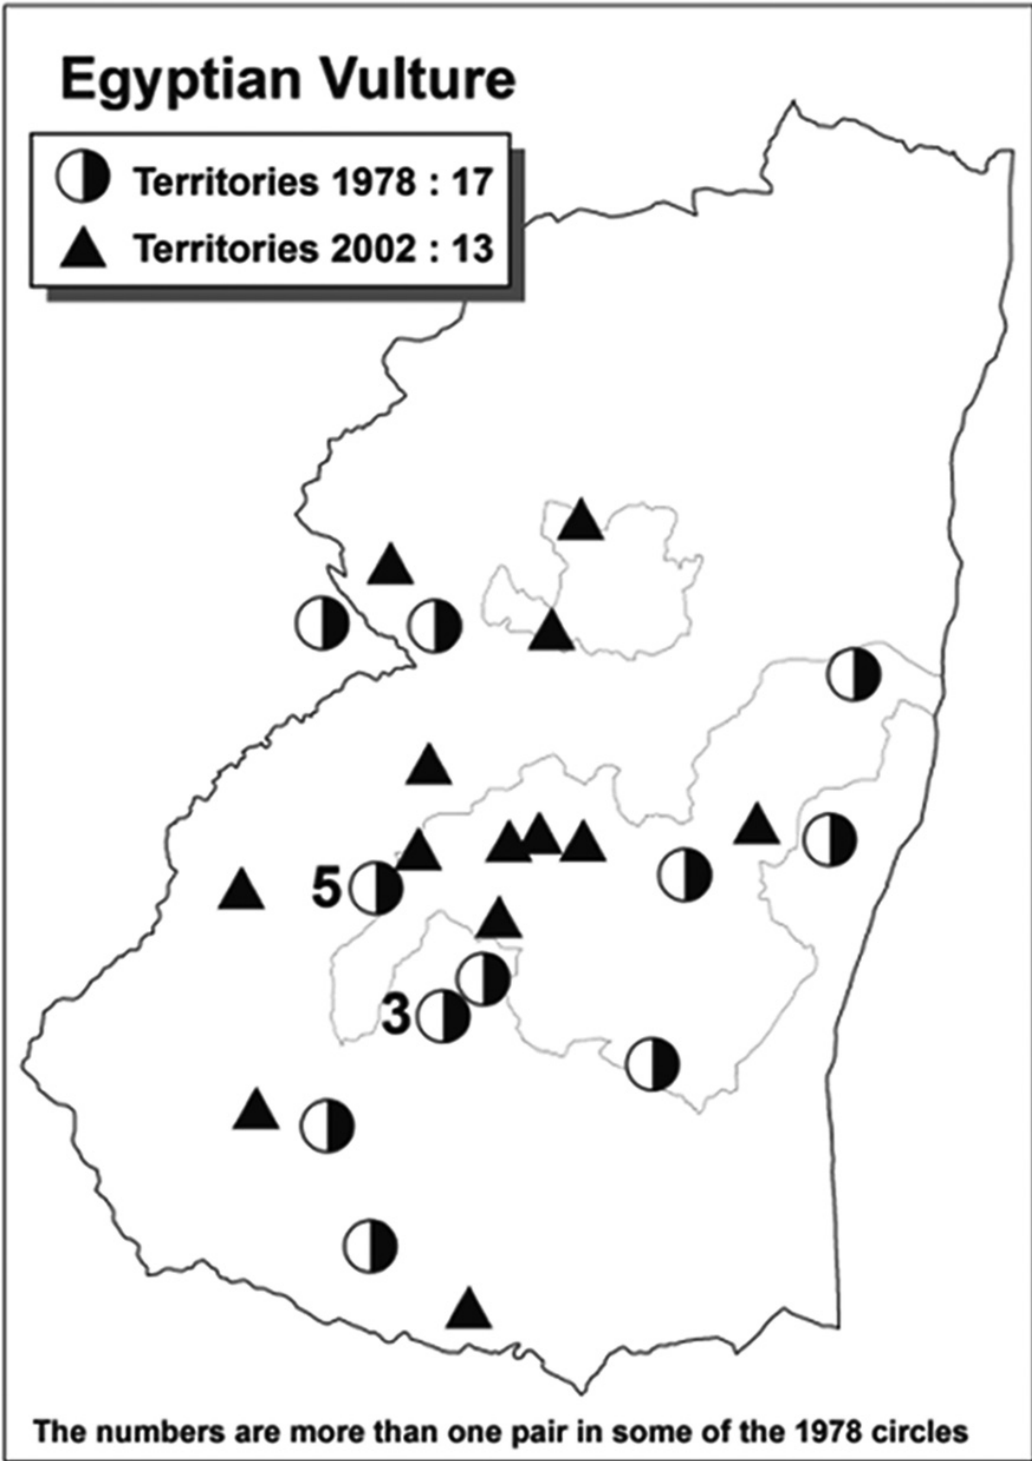 Egyptian Vulture
Territories 1978 : 17
Territories 2002 : 13
5
3
The numbers are more than one pair in some of the 1978 circles